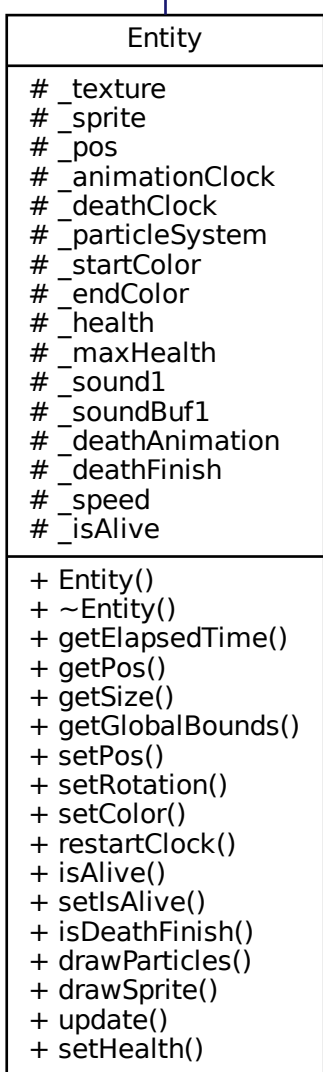 Entity
# _texture
# _sprite
# _pos
# _animationClock
# _deathClock
# _particleSystem
# _startColor
# _endColor
# _health
# _maxHealth
# _sound1
# _soundBuf1
# _deathAnimation
# _deathFinish
# _speed
# _isAlive
+ Entity()
+ ~Entity()
+ getElapsedTime()
+ getPos()
+ getSize()
+ getGlobalBounds()
+ setPos()
+ setRotation()
+ setColor()
+ restartClock()
+ isAlive()
+ setIsAlive()
+ isDeathFinish()
+ drawParticles()
+ drawSprite()
+ update()
+ setHealth()